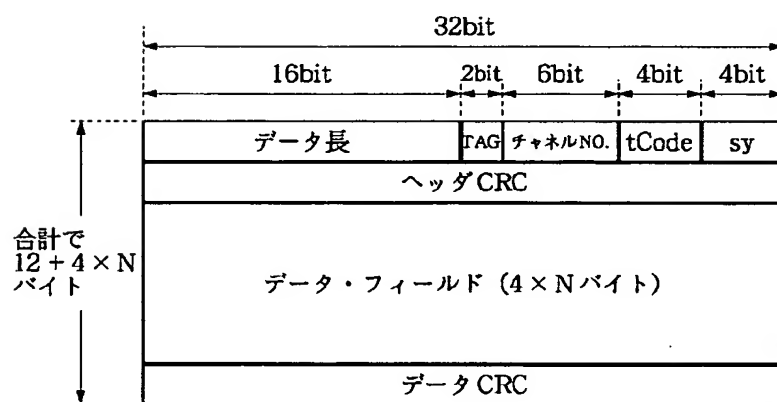 32bit
16bit 2bit 6bit 4bit 4bit
データ長 TAG チャネルNO. tCode sy
ヘッダCRC
合計で
12+4×N
バイト
データ・フィールド（4×Nバイト）
データCRC